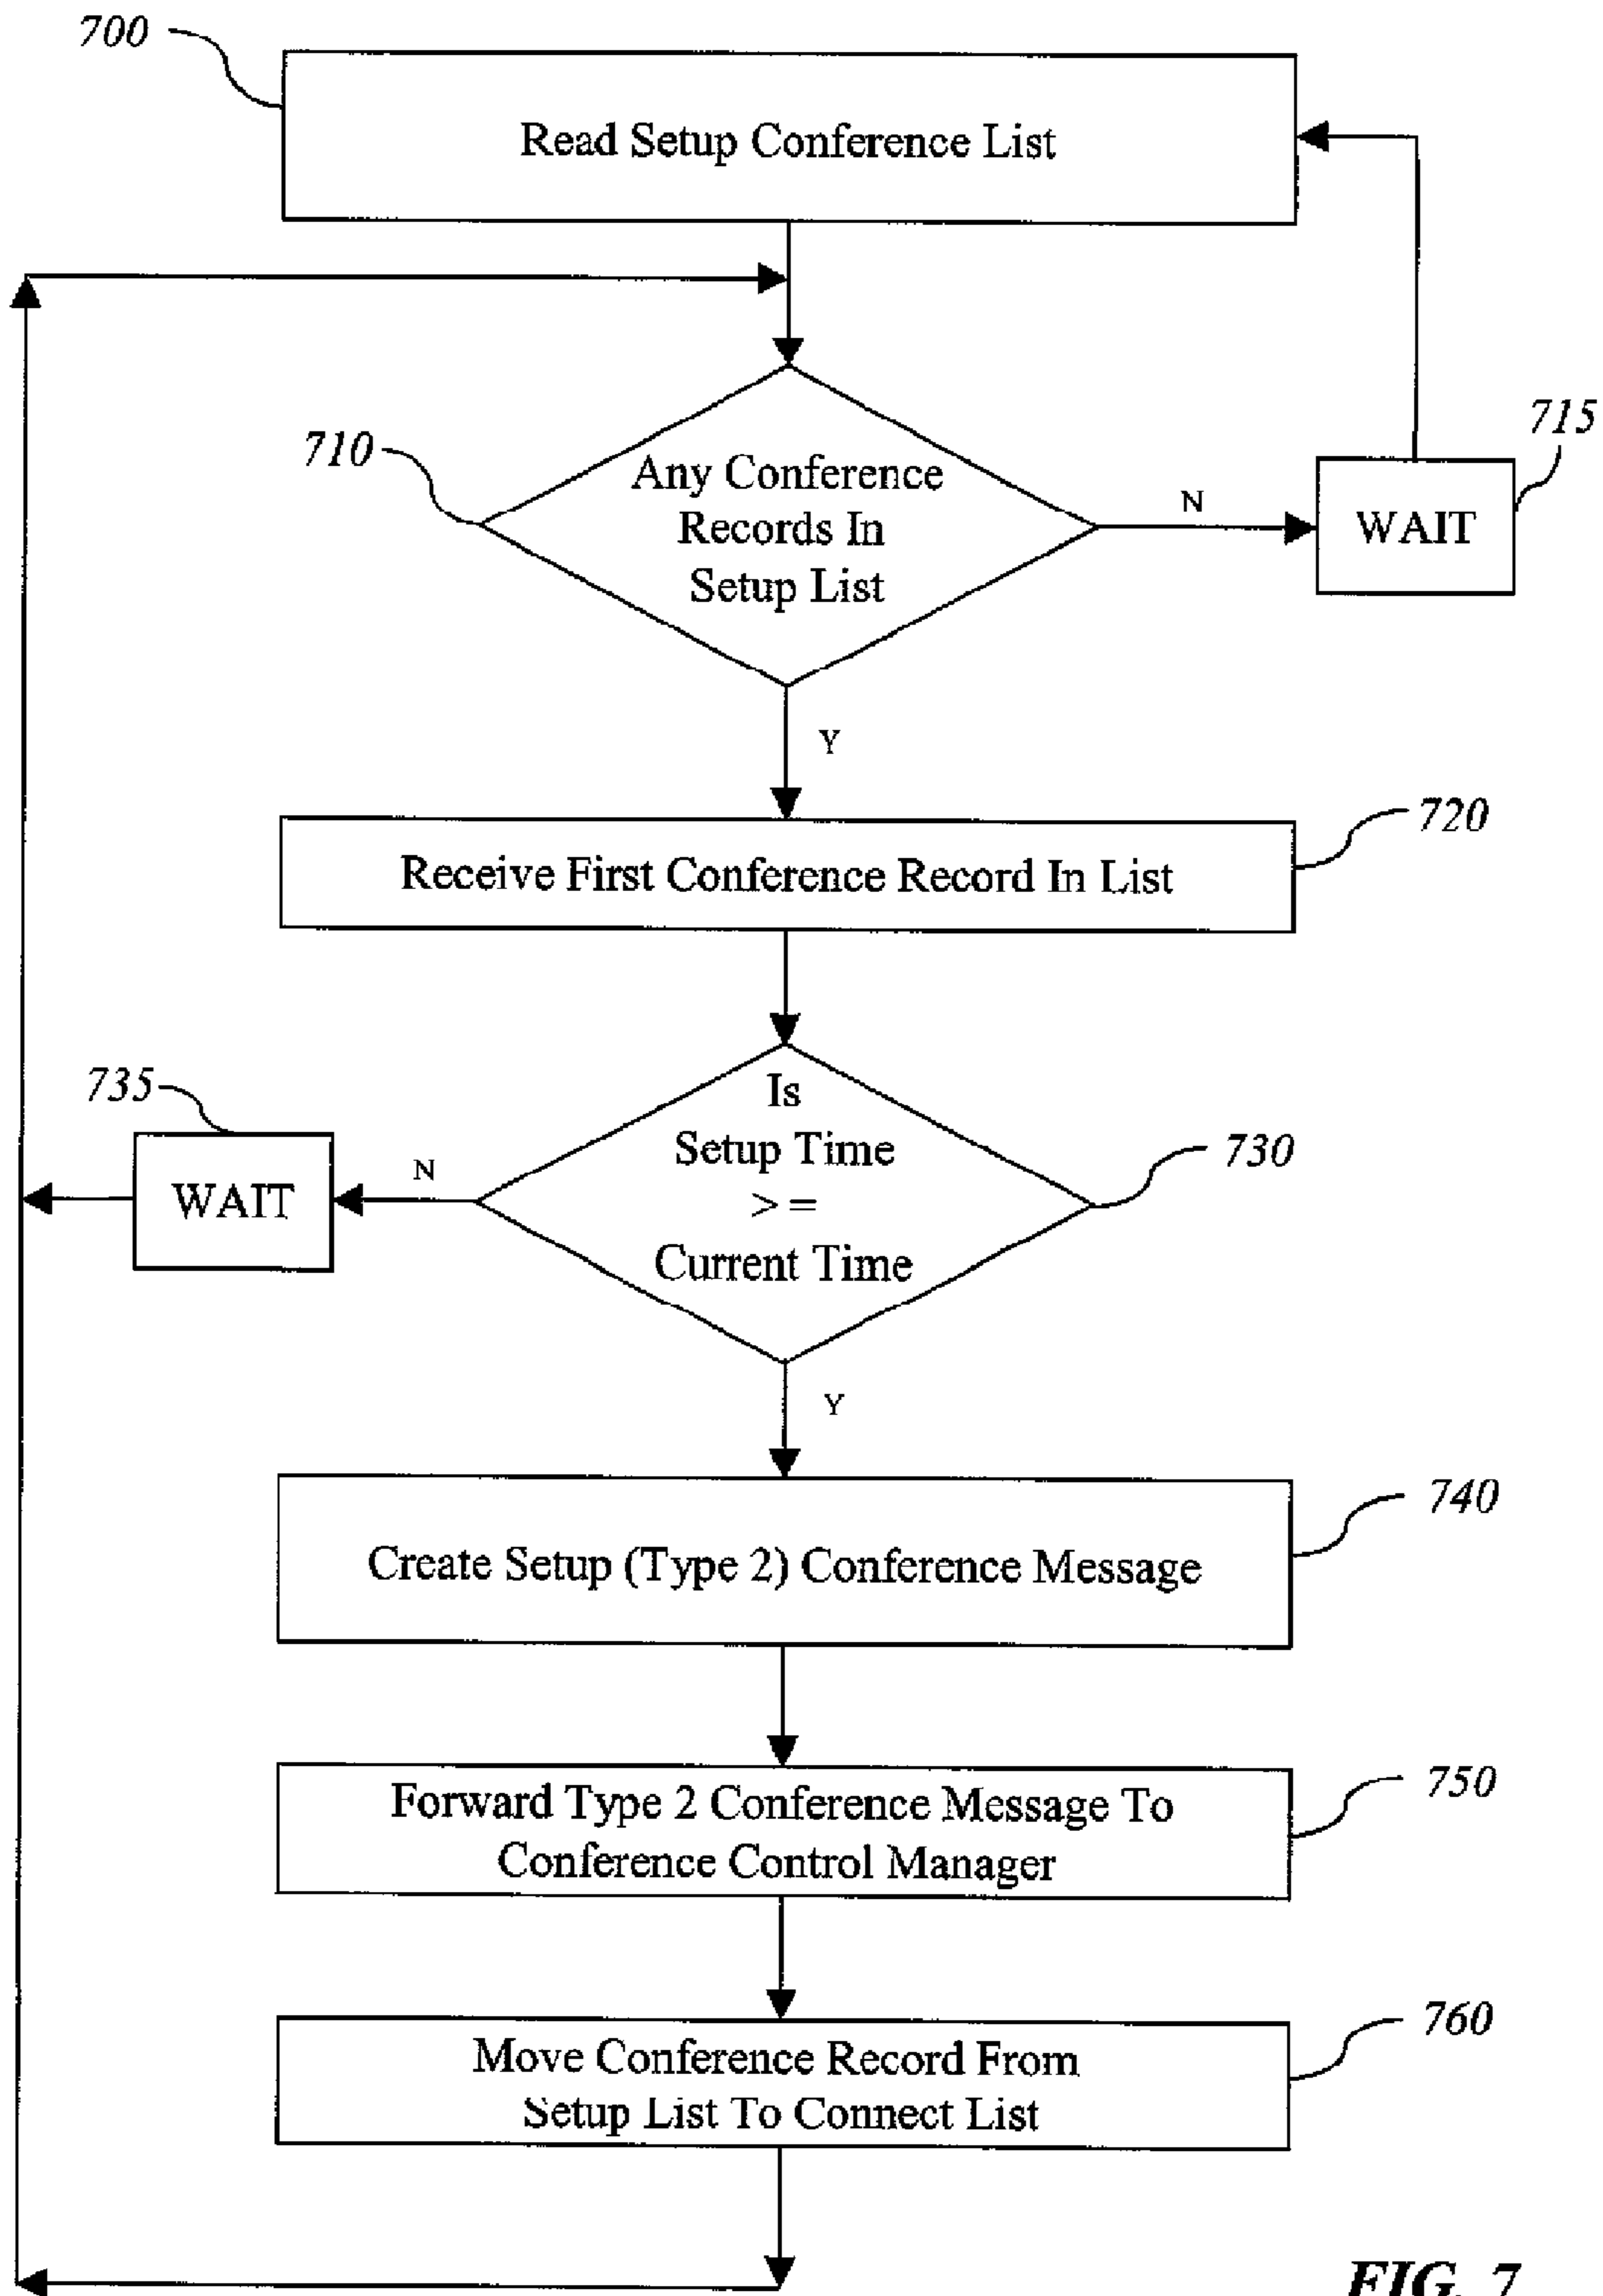 700
Read Setup Conference List
710
Any Conference
Records In
Setup List
N
715
WAIT
Y
720
Receive First Conference Record In List
735
WAIT
N
Is
Setup Time
> =
Current Time
730
Y
740
Create Setup (Type 2) Conference Message
750
Forward Type 2 Conference Message To
Conference Control Manager
760
Move Conference Record From
Setup List To Connect List
FIG. 7